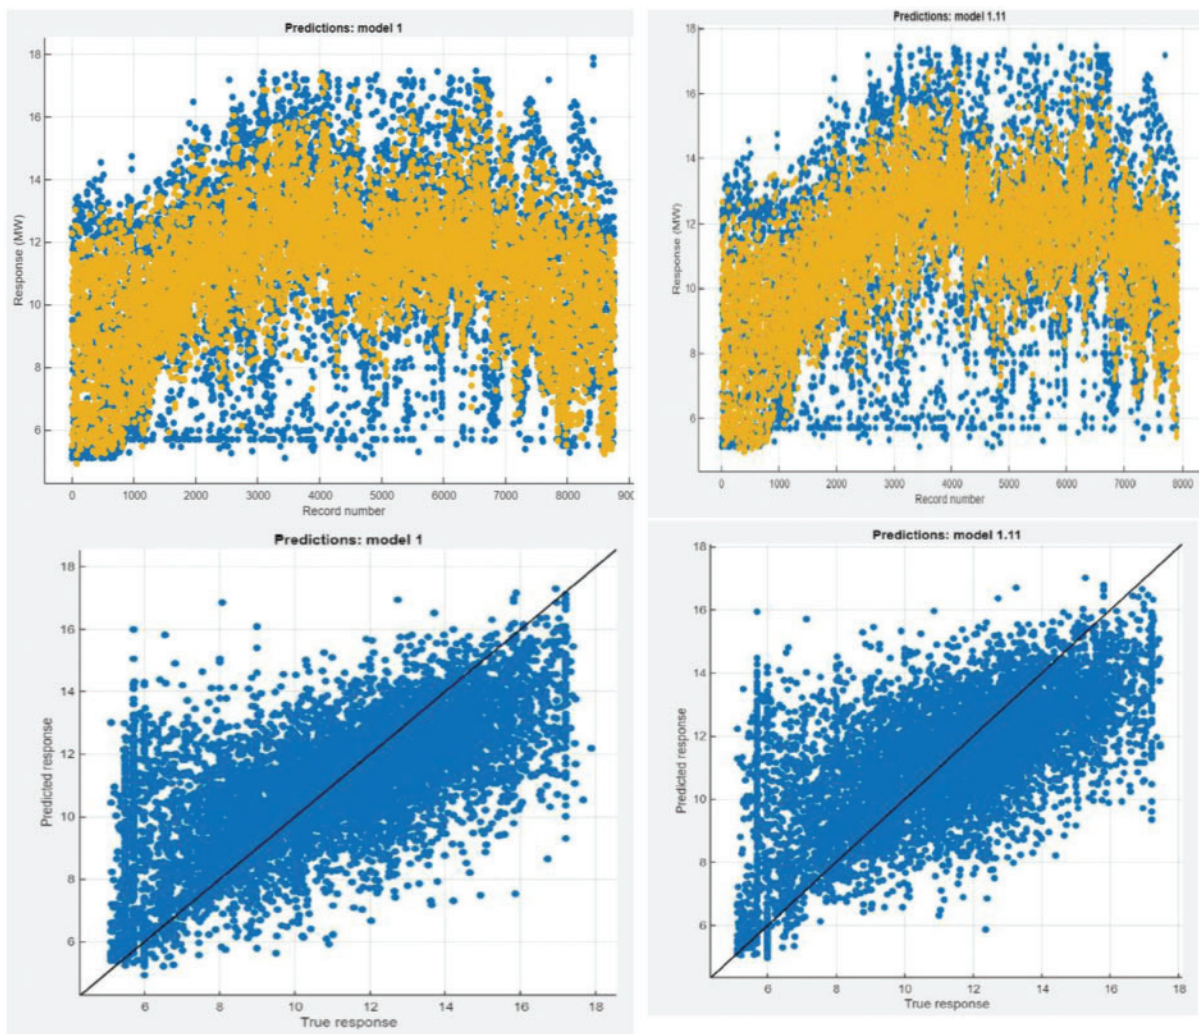 Predictions: model 1
18
16
14
12
10
8
6
Response (MW)
0 1000 2000 3000 4000 5000 6000 7000 8000 900
Record number
Predictions: model 1.11
18
16
14
12
10
8
6
Response (MW)
0 1000 2000 3000 4000 5000 6000 7000 8000
Record number
Predictions: model 1
18
16
14
12
10
8
6
Predicted response
6 8 10 12 14 16 18
True response
Predictions: model 1.11
18
16
14
12
10
8
6
Predicted response
6 8 10 12 14 16 18
True response